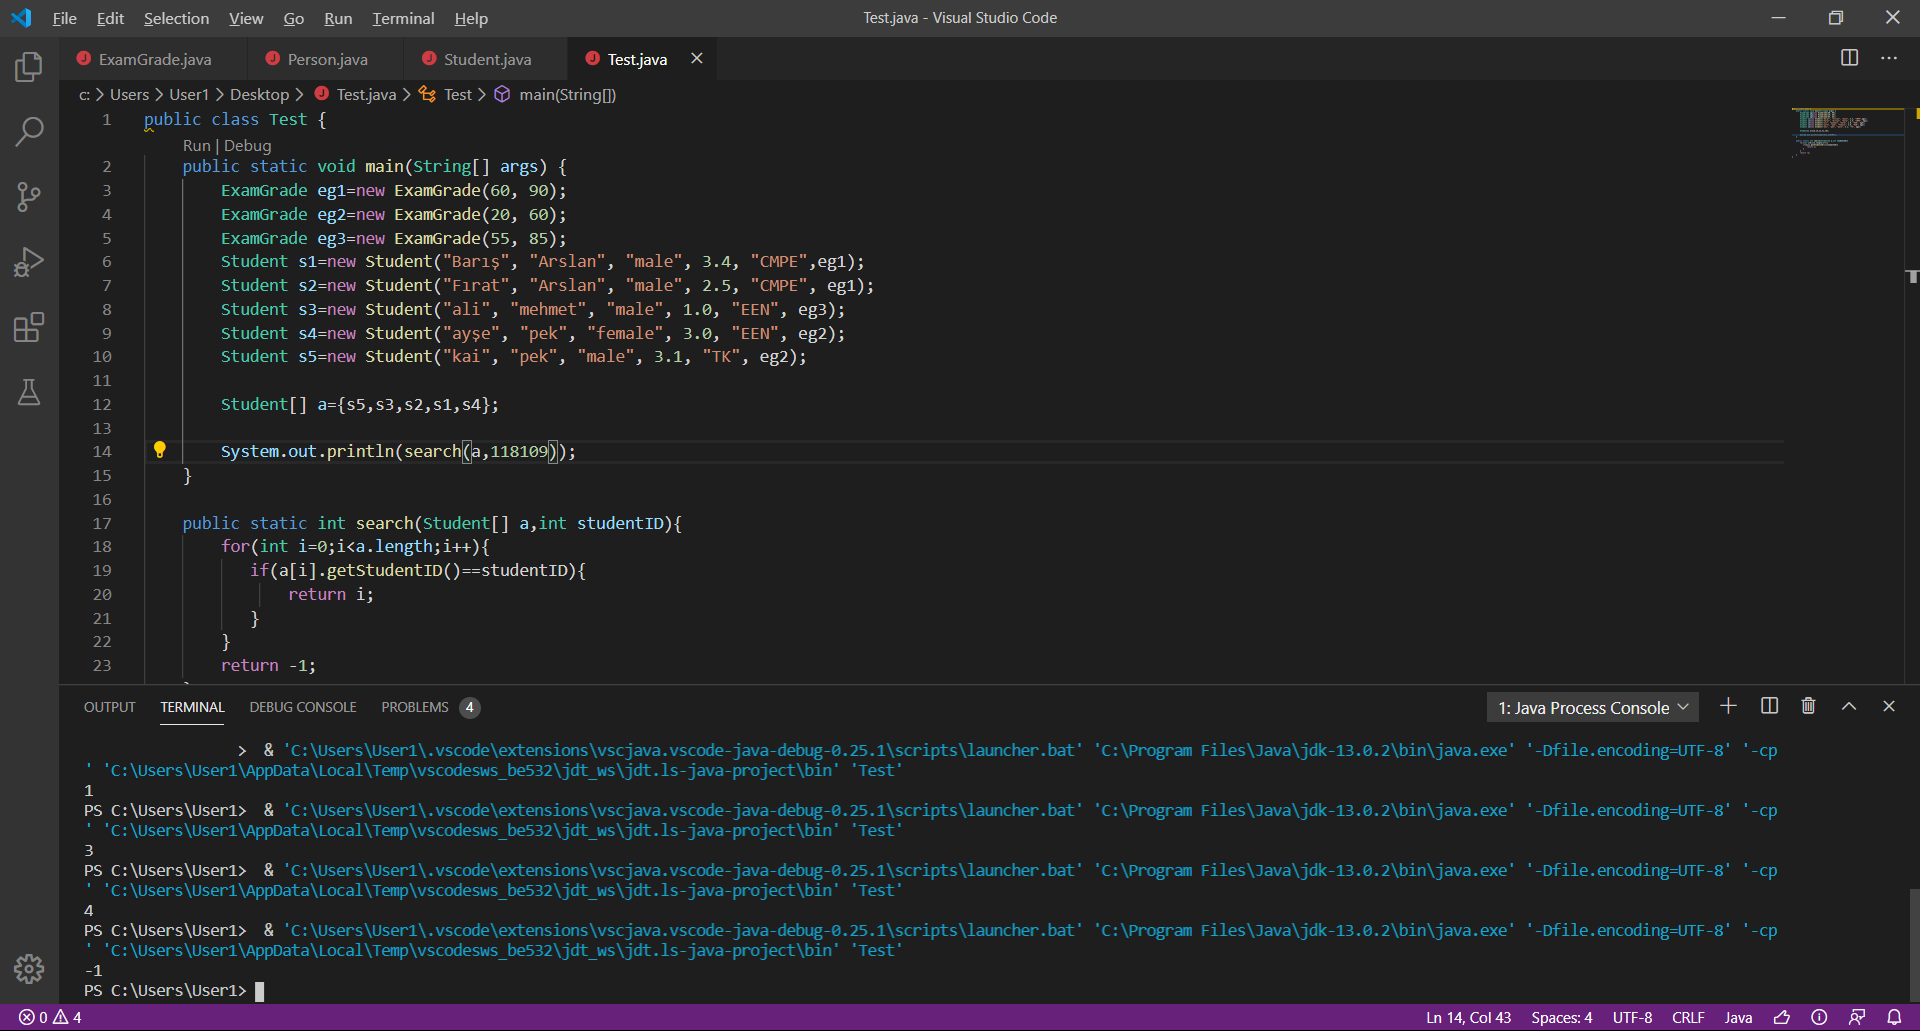 File Edit Selection View Go Run Terminal Help Test.java - Visual Studio Code
ExamGrade.java Person.java Student.java Test.java
c: > Users > User1 > Desktop > Test.java > Test > main(String[])
1 public class Test {
Run | Debug
2 public static void main(String[] args) {
3 ExamGrade eg1=new ExamGrade(60, 90);
4 ExamGrade eg2=new ExamGrade(20, 60);
5 ExamGrade eg3=new ExamGrade(55, 85);
6 Student s1=new Student("Barış", "Arslan", "male", 3.4, "CMPE",eg1);
7 Student s2=new Student("Fırat", "Arslan", "male", 2.5, "CMPE", eg1);
8 Student s3=new Student("ali", "mehmet", "male", 1.0, "EEN", eg3);
9 Student s4=new Student("ayşe", "pek", "female", 3.0, "EEN", eg2);
10 Student s5=new Student("kai", "pek", "male", 3.1, "TK", eg2);
11
12 Student[] a={s5,s3,s2,s1,s4};
13
14 System.out.println(search(a,118109));
15 }
16
17 public static int search(Student[] a,int studentID){
18 for(int i=0;i<a.length;i++){
19 if(a[i].getStudentID()==studentID){
20 return i;
21 }
22 }
23 return -1;
OUTPUT TERMINAL DEBUG CONSOLE PROBLEMS 4 1: Java Process Console
> & 'C:\Users\User1\.vscode\extensions\vscjava.vscode-java-debug-0.25.1\scripts\launcher.bat' 'C:\Program Files\Java\jdk-13.0.2\bin\java.exe' '-Dfile.encoding=UTF-8' '-cp
' 'C:\Users\User1\AppData\Local\Temp\vscodesws_be532\jdt_ws\jdt.ls-java-project\bin' 'Test'
1
PS C:\Users\User1> & 'C:\Users\User1\.vscode\extensions\vscjava.vscode-java-debug-0.25.1\scripts\launcher.bat' 'C:\Program Files\Java\jdk-13.0.2\bin\java.exe' '-Dfile.encoding=UTF-8' '-cp
' 'C:\Users\User1\AppData\Local\Temp\vscodesws_be532\jdt_ws\jdt.ls-java-project\bin' 'Test'
3
PS C:\Users\User1> & 'C:\Users\User1\.vscode\extensions\vscjava.vscode-java-debug-0.25.1\scripts\launcher.bat' 'C:\Program Files\Java\jdk-13.0.2\bin\java.exe' '-Dfile.encoding=UTF-8' '-cp
' 'C:\Users\User1\AppData\Local\Temp\vscodesws_be532\jdt_ws\jdt.ls-java-project\bin' 'Test'
4
PS C:\Users\User1> & 'C:\Users\User1\.vscode\extensions\vscjava.vscode-java-debug-0.25.1\scripts\launcher.bat' 'C:\Program Files\Java\jdk-13.0.2\bin\java.exe' '-Dfile.encoding=UTF-8' '-cp
' 'C:\Users\User1\AppData\Local\Temp\vscodesws_be532\jdt_ws\jdt.ls-java-project\bin' 'Test'
-1
PS C:\Users\User1>
0 4 Ln 14, Col 43 Spaces: 4 UTF-8 CRLF Java